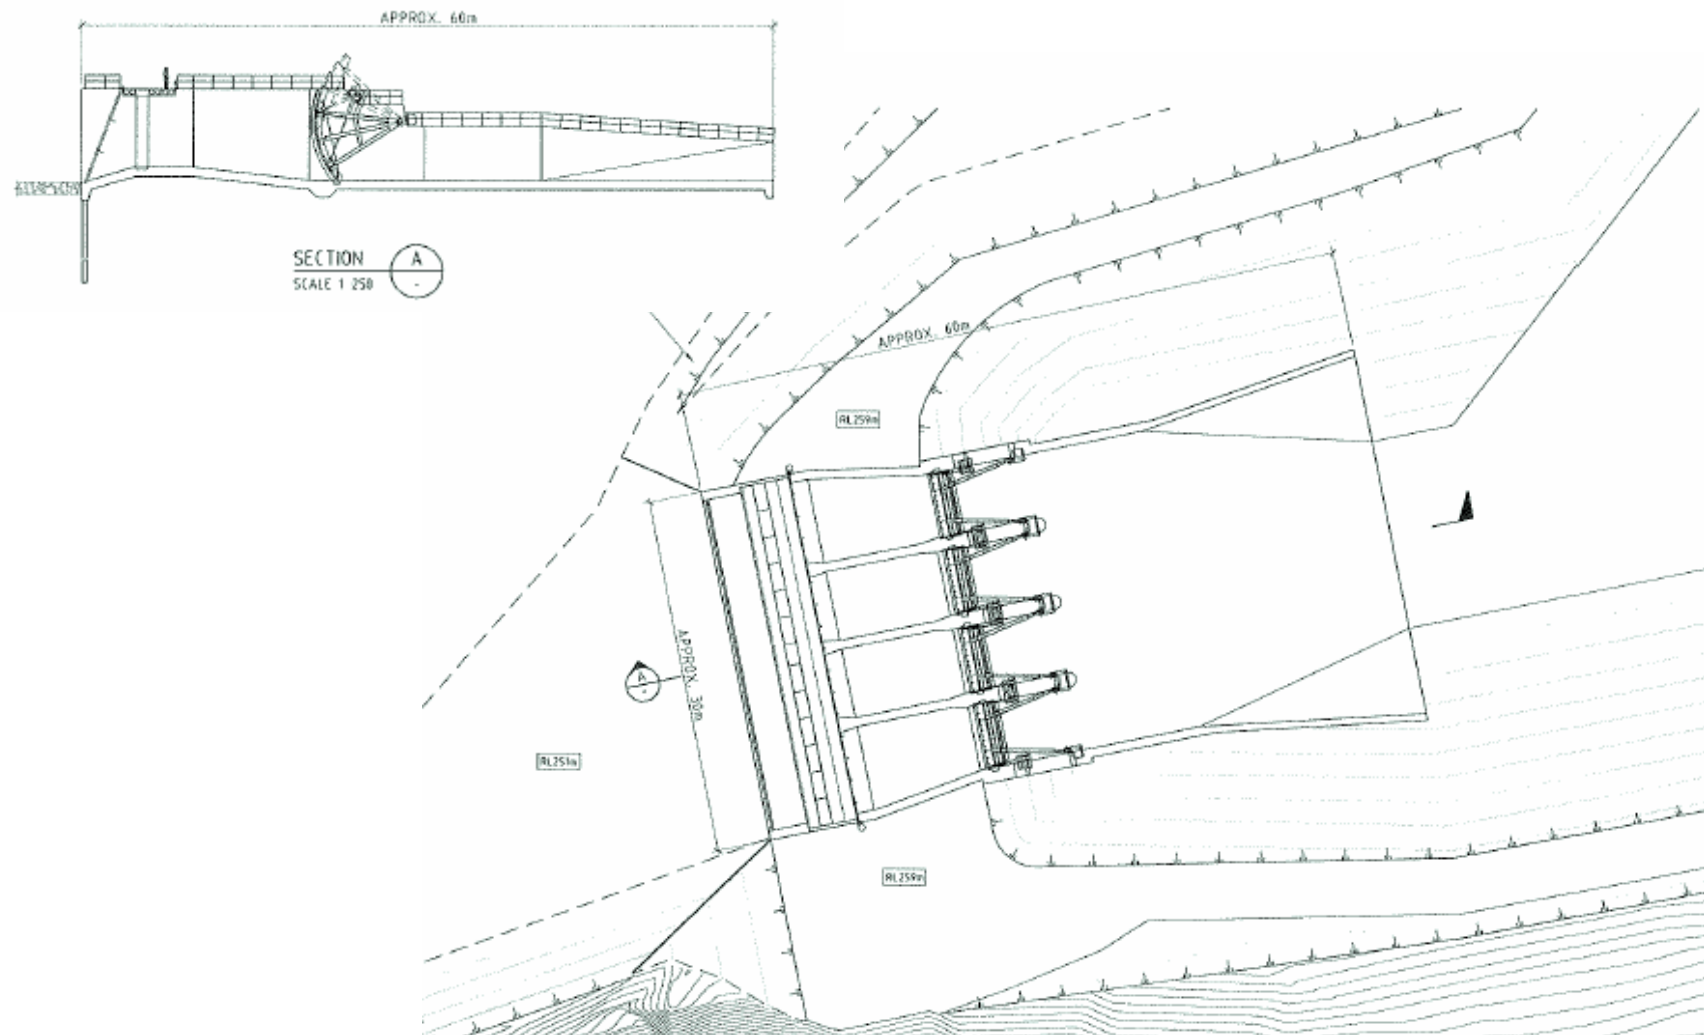 APPROX. 60m
SECTION
A
-
SCALE 1 250
APPROX. 60m
RL259m
APPROX. 30m
A
-
RL251m
RL259m